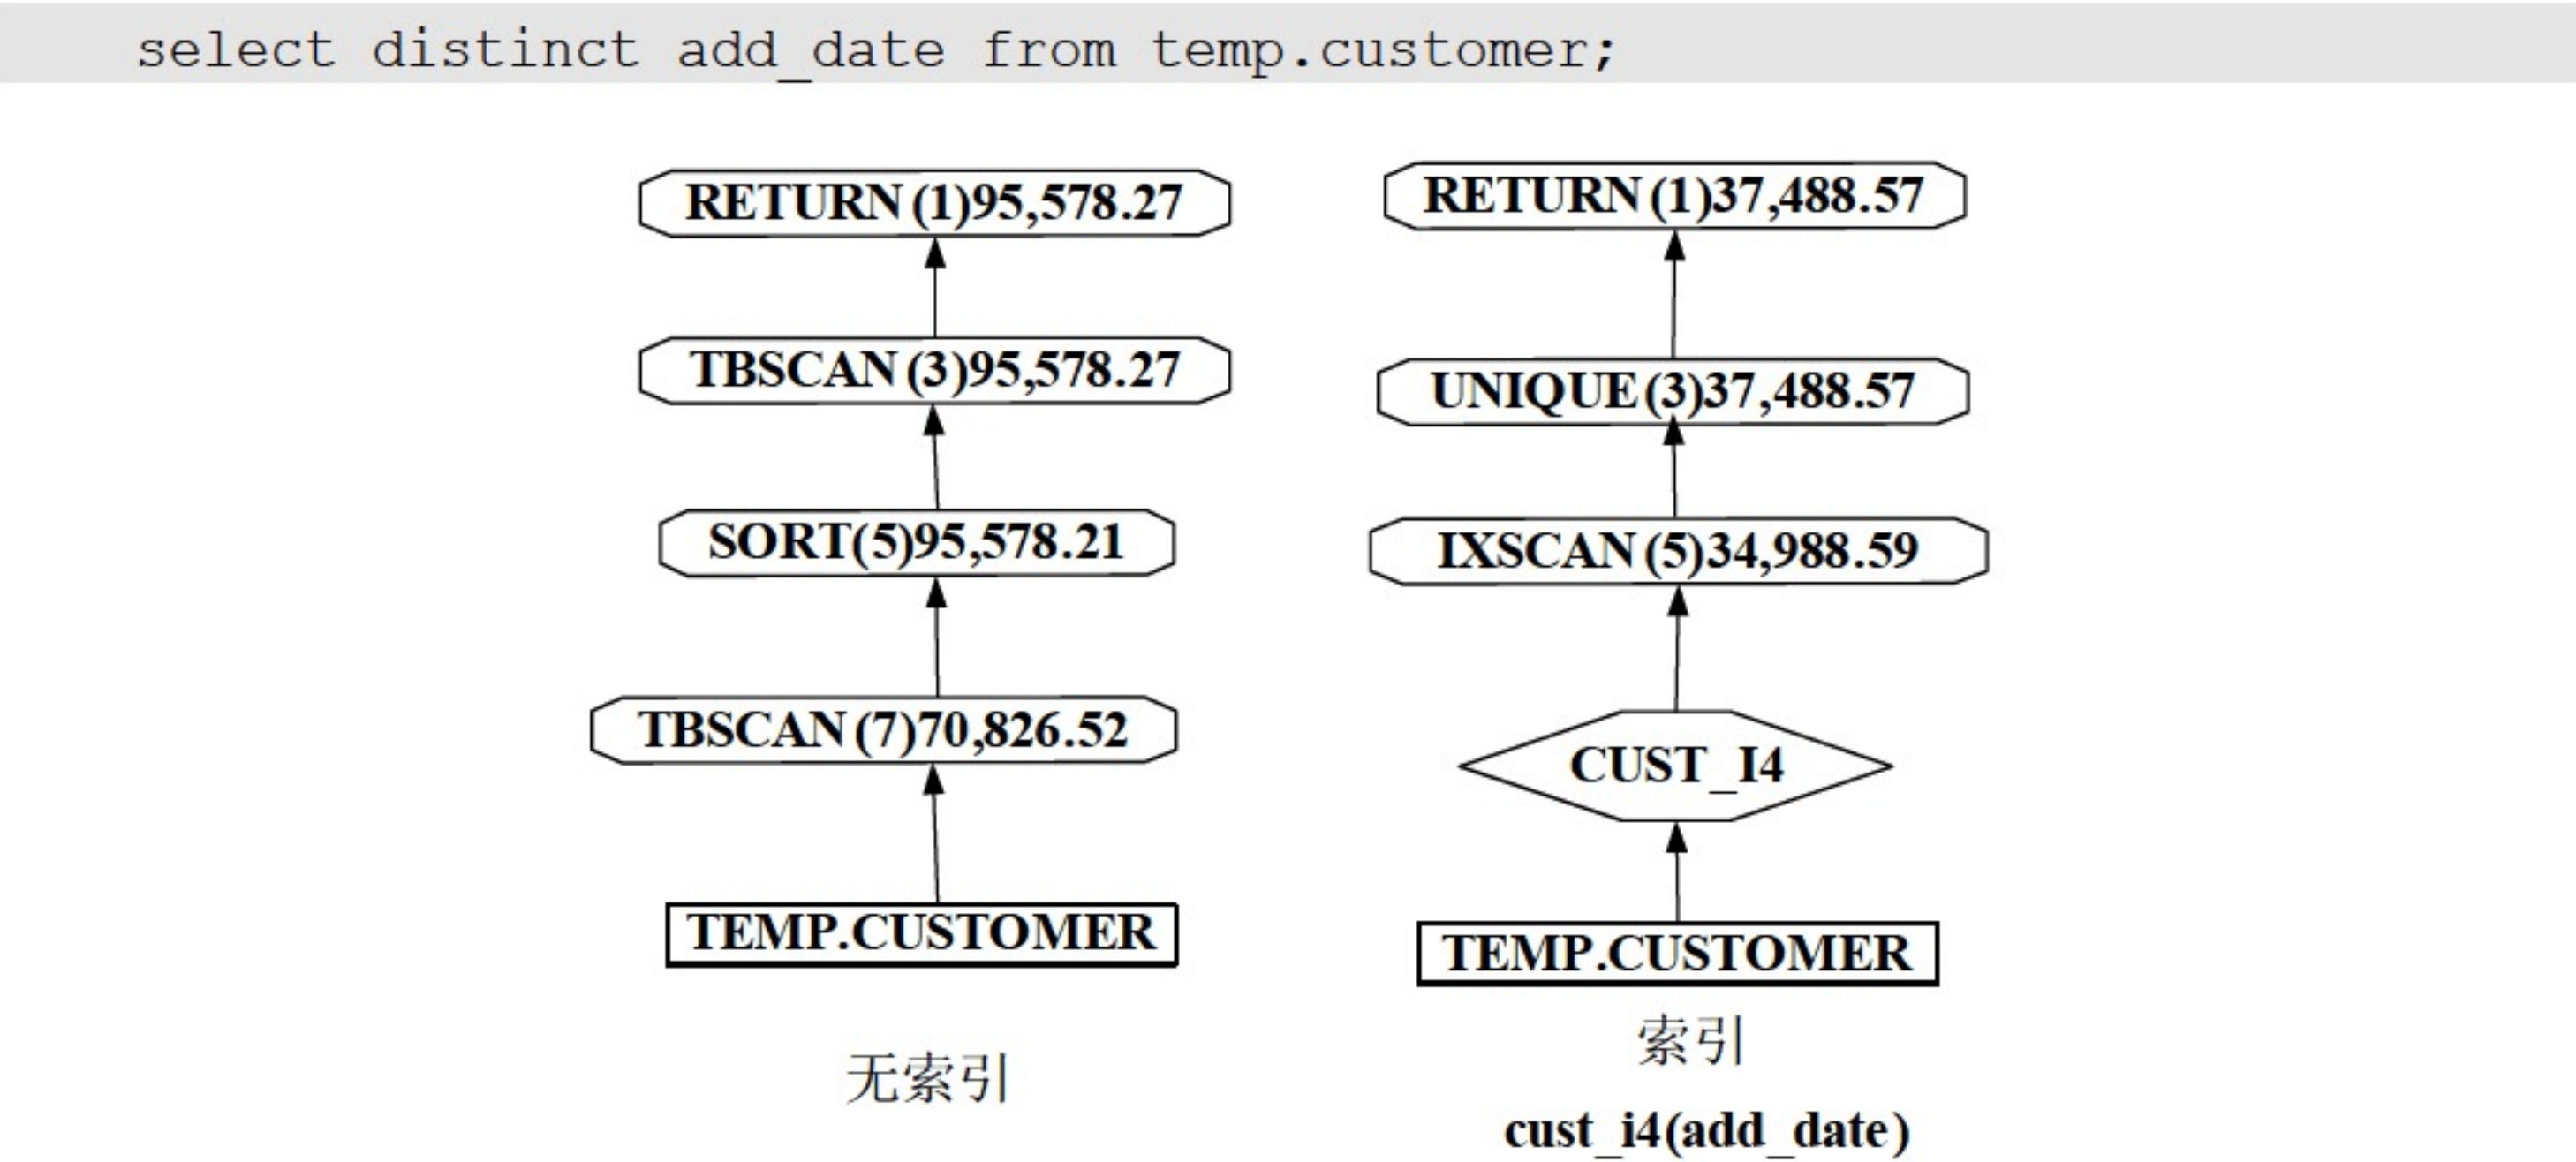 select distinct add_date from temp.customer;
RETURN(1)95,578.27
TBSCAN(3)95,578.27
SORT(5)95,578.21
TBSCAN(7)70,826.52
TEMP.CUSTOMER
无索引
RETURN(1)37,488.57
UNIQUE(3)37,488.57
IXSCAN(5)34,988.59
CUST_I4
TEMP.CUSTOMER
索引
cust_i4(add_date)